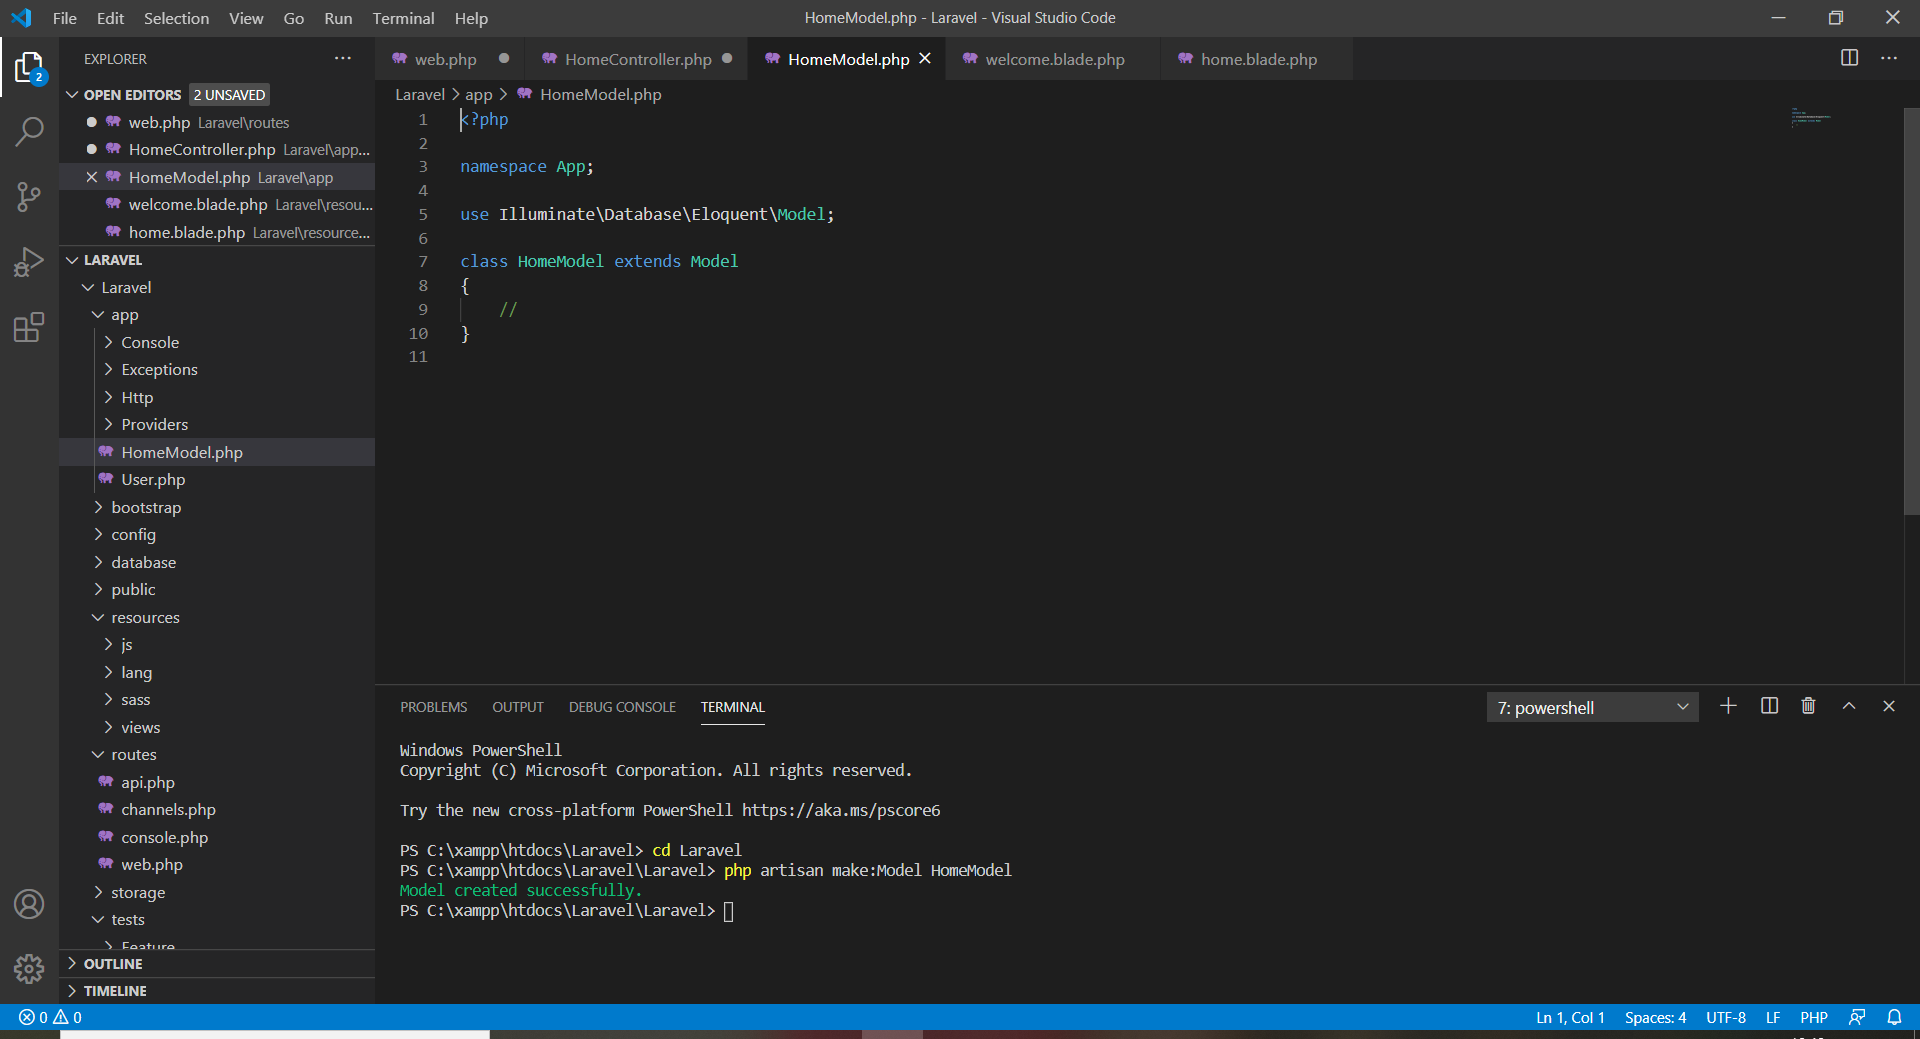 File Edit Selection View Go Run Terminal Help
HomeModel.php - Laravel - Visual Studio Code
2
EXPLORER
OPEN EDITORS 2 UNSAVED
web.php Laravel\routes
HomeController.php Laravel\app...
HomeModel.php Laravel\app
welcome.blade.php Laravel\resou...
home.blade.php Laravel\resource...
LARAVEL
Laravel
app
Console
Exceptions
Http
Providers
HomeModel.php
User.php
bootstrap
config
database
public
resources
js
lang
sass
views
routes
api.php
channels.php
console.php
web.php
storage
tests
Feature
OUTLINE
TIMELINE
web.php HomeController.php HomeModel.php welcome.blade.php home.blade.php
Laravel > app > HomeModel.php
1 <?php
2
3 namespace App;
4
5 use Illuminate\Database\Eloquent\Model;
6
7 class HomeModel extends Model
8 {
9 //
10 }
11
PROBLEMS OUTPUT DEBUG CONSOLE TERMINAL
7: powershell
Windows PowerShell
Copyright (C) Microsoft Corporation. All rights reserved.
Try the new cross-platform PowerShell https://aka.ms/pscore6
PS C:\xampp\htdocs\Laravel> cd Laravel
PS C:\xampp\htdocs\Laravel\Laravel> php artisan make:Model HomeModel
Model created successfully.
PS C:\xampp\htdocs\Laravel\Laravel>
0 0
Ln 1, Col 1 Spaces: 4 UTF-8 LF PHP